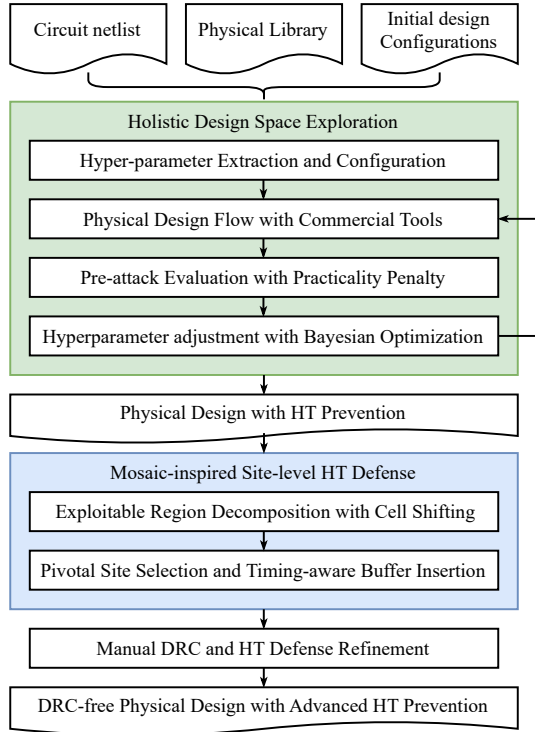 Circuit netlist
Physical Library
Initial design
Configurations
Holistic Design Space Exploration
Hyper-parameter Extraction and Configuration
Physical Design Flow with Commercial Tools
Pre-attack Evaluation with Practicality Penalty
Hyperparameter adjustment with Bayesian Optimization
Physical Design with HT Prevention
Mosaic-inspired Site-level HT Defense
Exploitable Region Decomposition with Cell Shifting
Pivotal Site Selection and Timing-aware Buffer Insertion
Manual DRC and HT Defense Refinement
DRC-free Physical Design with Advanced HT Prevention